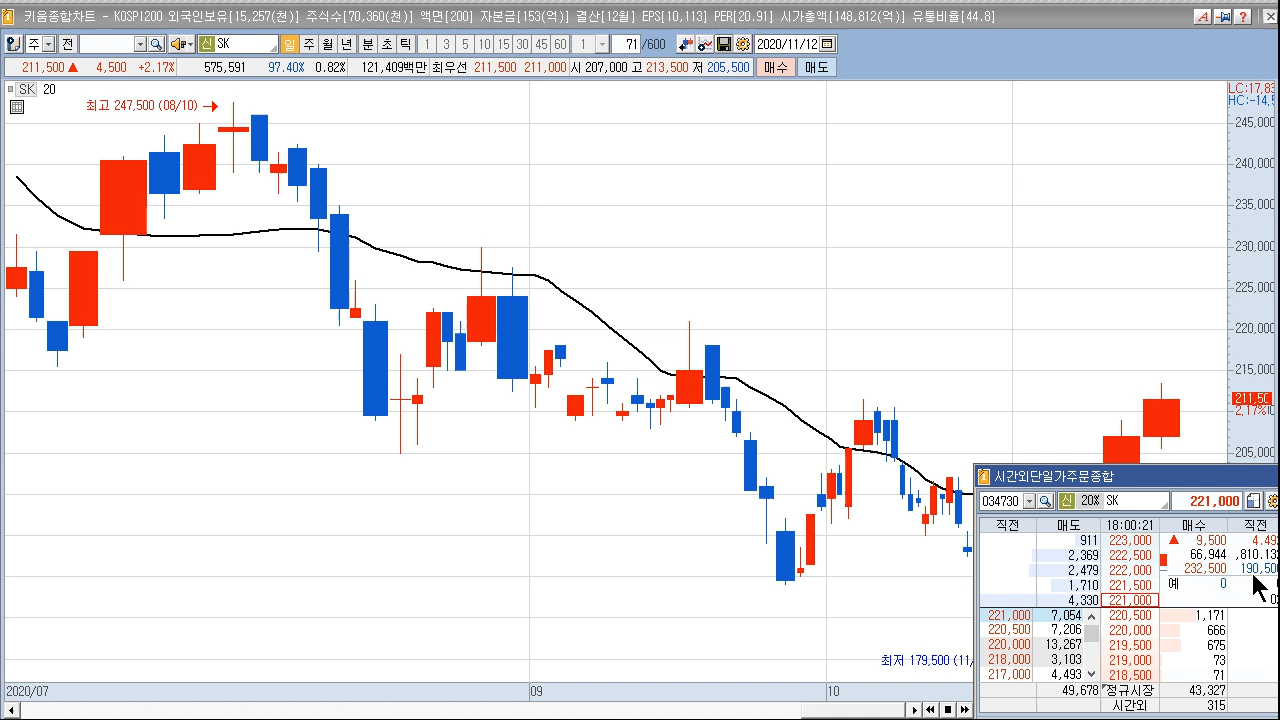 키움종합차트 - KOSPI200 외국인보유[15,257(천)] 주식수[70,360(천)] 액면[200] 자본금[153(억)] 결산[12월] EPS[10,113] PER[20.91] 시가총액[148,812(억)] 유통비율[44.8]
주 전 신 SK 일 주 월 년 분 초 틱 1 3 5 10 15 30 45 60 1 71 /600 2020/11/12
211,500 ▲ 4,500 +2.17% 575,591 97.40% 0.82% 121,409백만 최우선 211,500 211,000 시 207,000 고 213,500 저 205,500 매수 매도
SK 20
LC:17,83
HC:-14,5
최고 247,500 (08/10) →
245,000
240,000
235,000
230,000
225,000
220,000
215,000
211,50
2,17%
205,000
최저 179,500 (11/
2020/07 09 10
시간외단일가주문종합
034730 신 20% SK 221,000
직전 매도 18:00:21 매수 직전
911 223,000 ▲ 9,500 4.49
2,369 222,500 66,944 ,810.13
2,479 222,000 232,500 190,50
1,710 221,500 예 0
4,330 221,000
221,000 7,054 220,500 1,171
220,500 7,206 220,000 666
220,000 13,267 219,500 675
218,000 3,103 219,000 73
217,000 4,493 218,500 71
49,678 정규시장 43,327
시간외 315